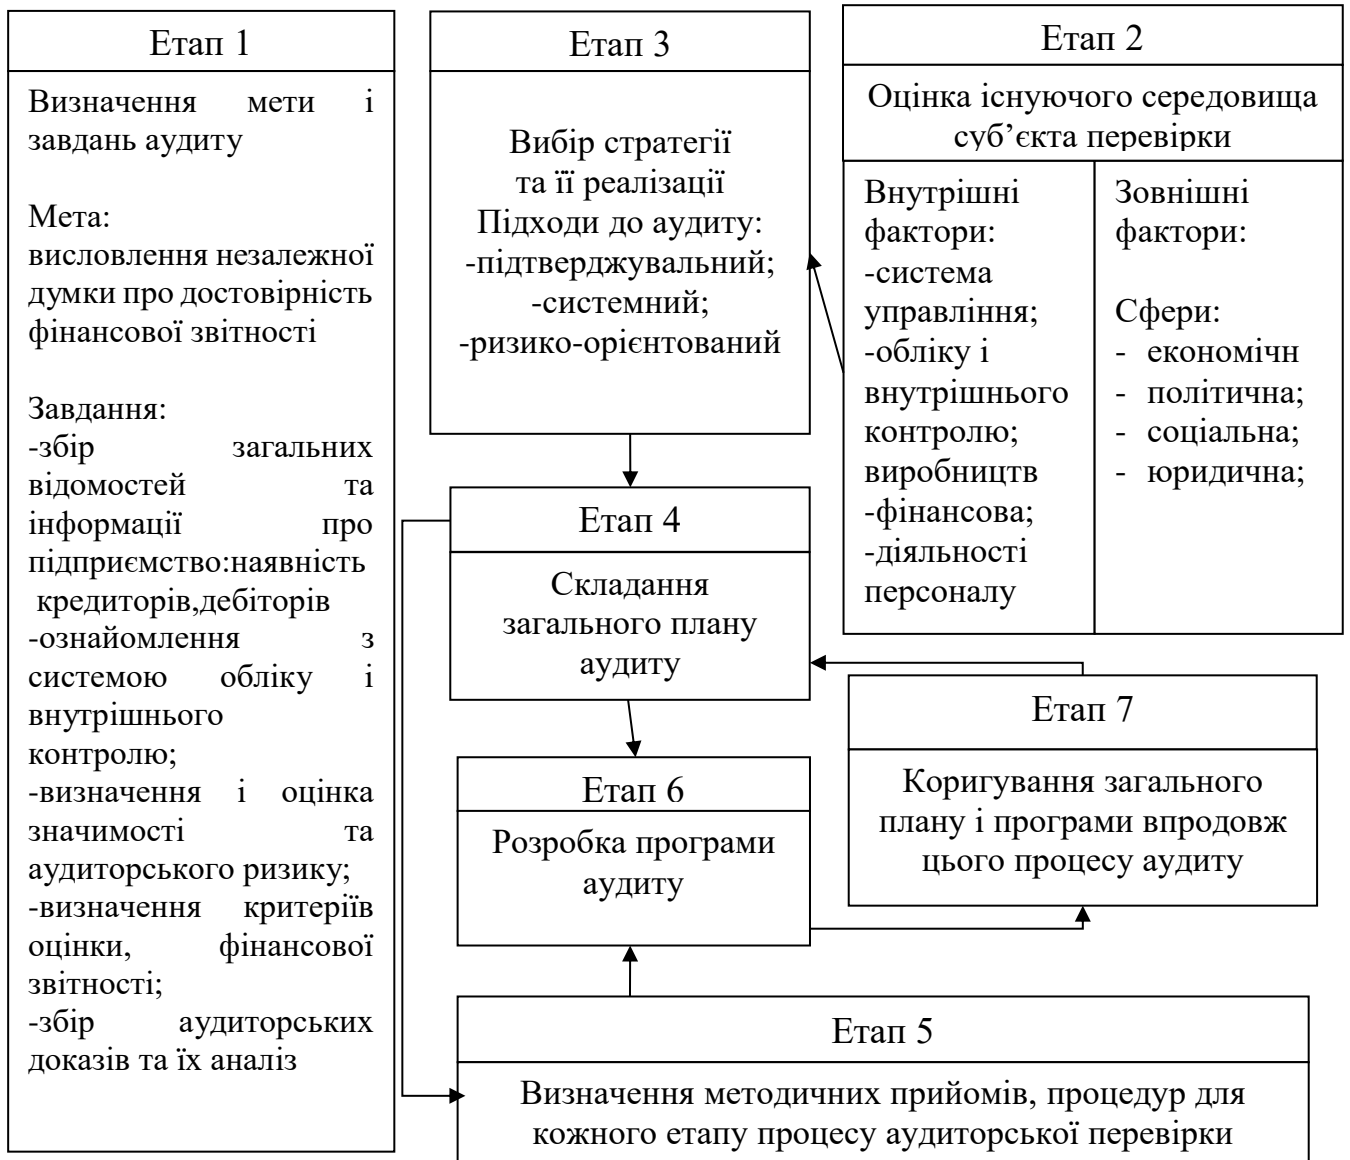 Етап 1
Визначення мети і
завдань аудиту
Мета:
висловлення незалежної
думки про достовірність
фінансової звітності
Завдання:
-збір загальних
відомостей та
інформації про
підприємство:наявність
кредиторів,дебіторів
-ознайомлення з
системою обліку і
внутрішнього
контролю;
-визначення і оцінка
значимості та
аудиторського ризику;
-визначення критеріїв
оцінки, фінансової
звітності;
-збір аудиторських
доказів та їх аналіз
Етап 3
Вибір стратегії
та її реалізації
Підходи до аудиту:
-підтверджувальний;
-системний;
-ризико-орієнтований
Етап 2
Оцінка існуючого середовища
суб’єкта перевірки
Внутрішні
фактори:
-система
управління;
-обліку і
внутрішнього
контролю;
виробництв
-фінансова;
-діяльності
персоналу
Зовнішні
фактори:
Сфери:
- економічн
- політична;
- соціальна;
- юридична;
Етап 4
Складання
загального плану
аудиту
Етап 7
Коригування загального
плану і програми впродовж
цього процесу аудиту
Етап 6
Розробка програми
аудиту
Етап 5
Визначення методичних прийомів, процедур для
кожного етапу процесу аудиторської перевірки